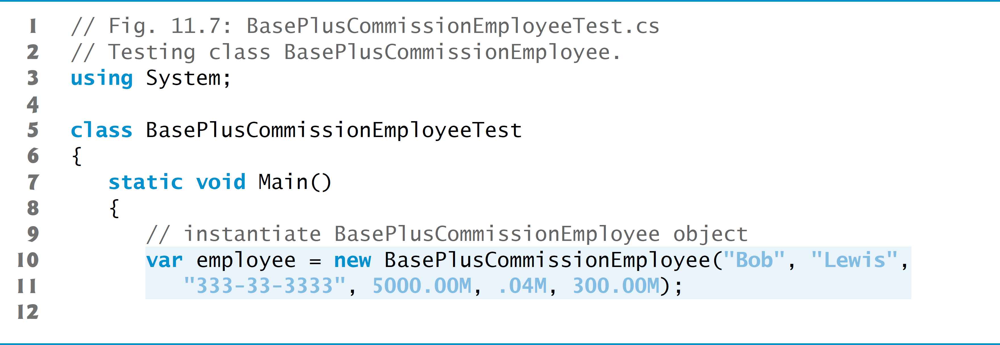 1 // Fig. 11.7: BasePlusCommissionEmployeeTest.cs
2 // Testing class BasePlusCommissionEmployee.
3 using System;
4
5 class BasePlusCommissionEmployeeTest
6 {
7    static void Main()
8    {
9       // instantiate BasePlusCommissionEmployee object
10       var employee = new BasePlusCommissionEmployee("Bob", "Lewis",
11          "333-33-3333", 5000.00M, .04M, 300.00M);
12